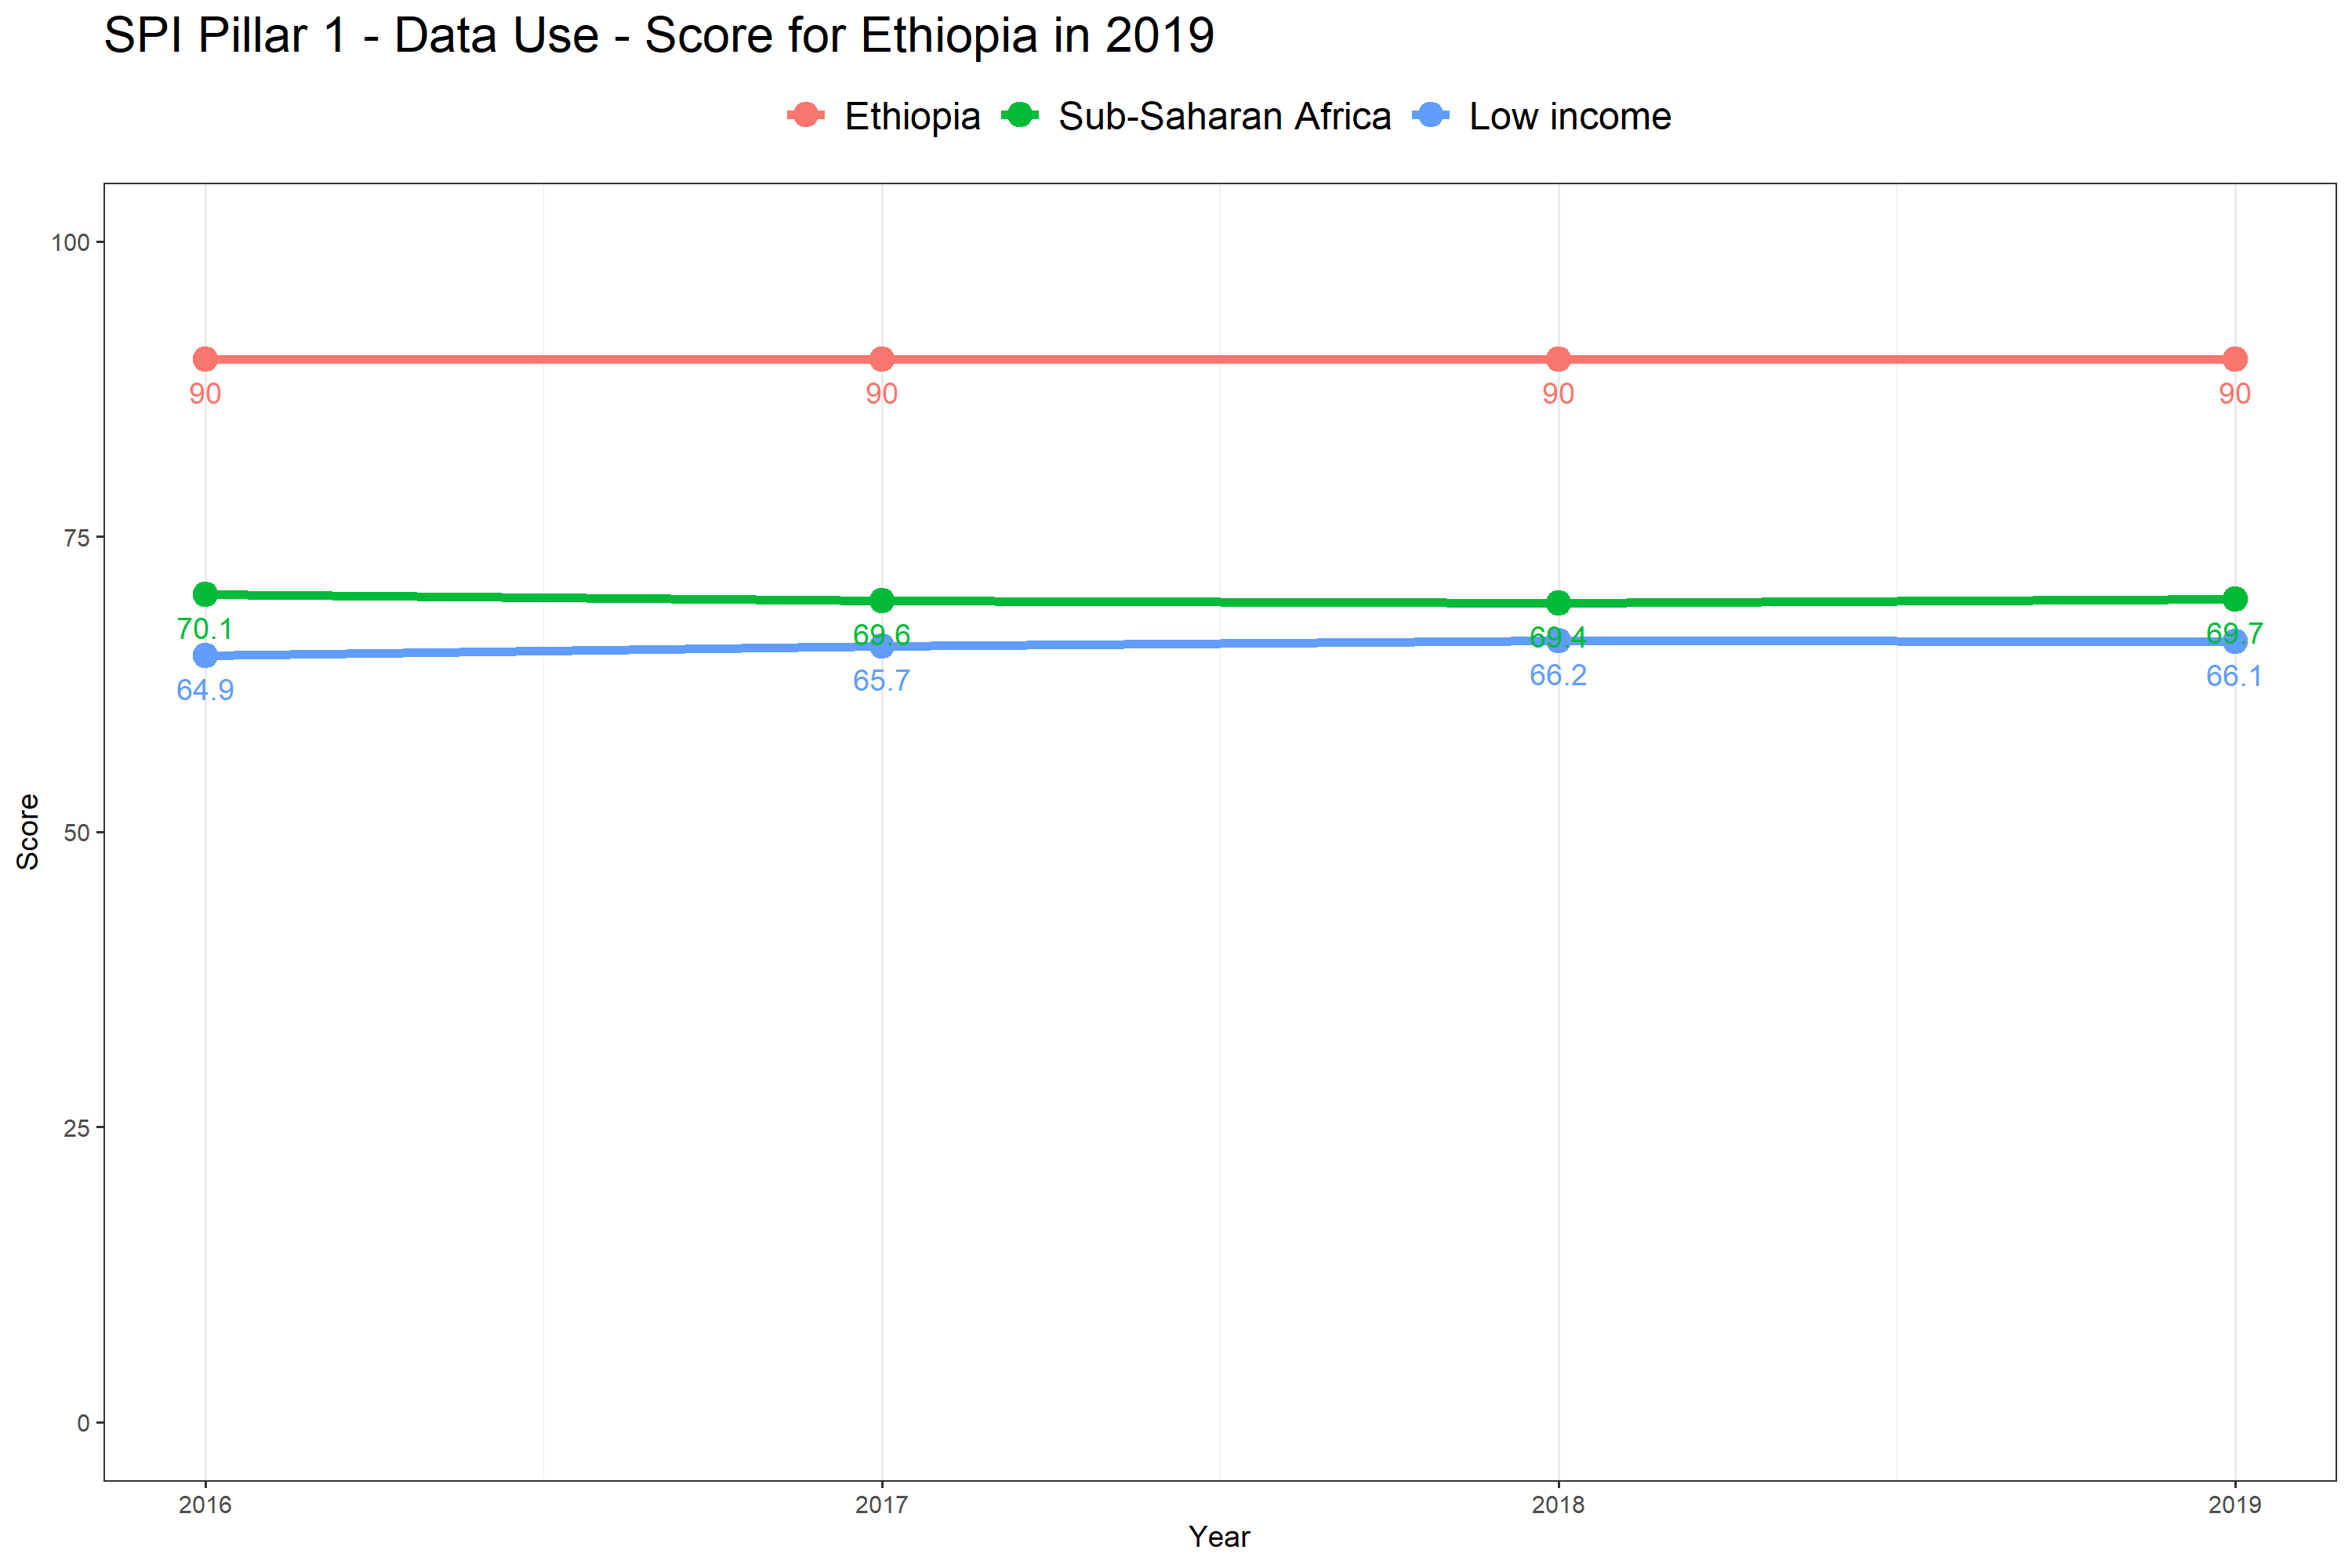 SPI Pillar 1 - Data Use - Score for Ethiopia in 2019
Ethiopia Sub-Saharan Africa Low income
100
90 90 90 90
75
70.1 69.6 69.4 69.7
64.9 65.7 66.2 66.1
Score
50
25
0
2016 2017 2018 2019
Year